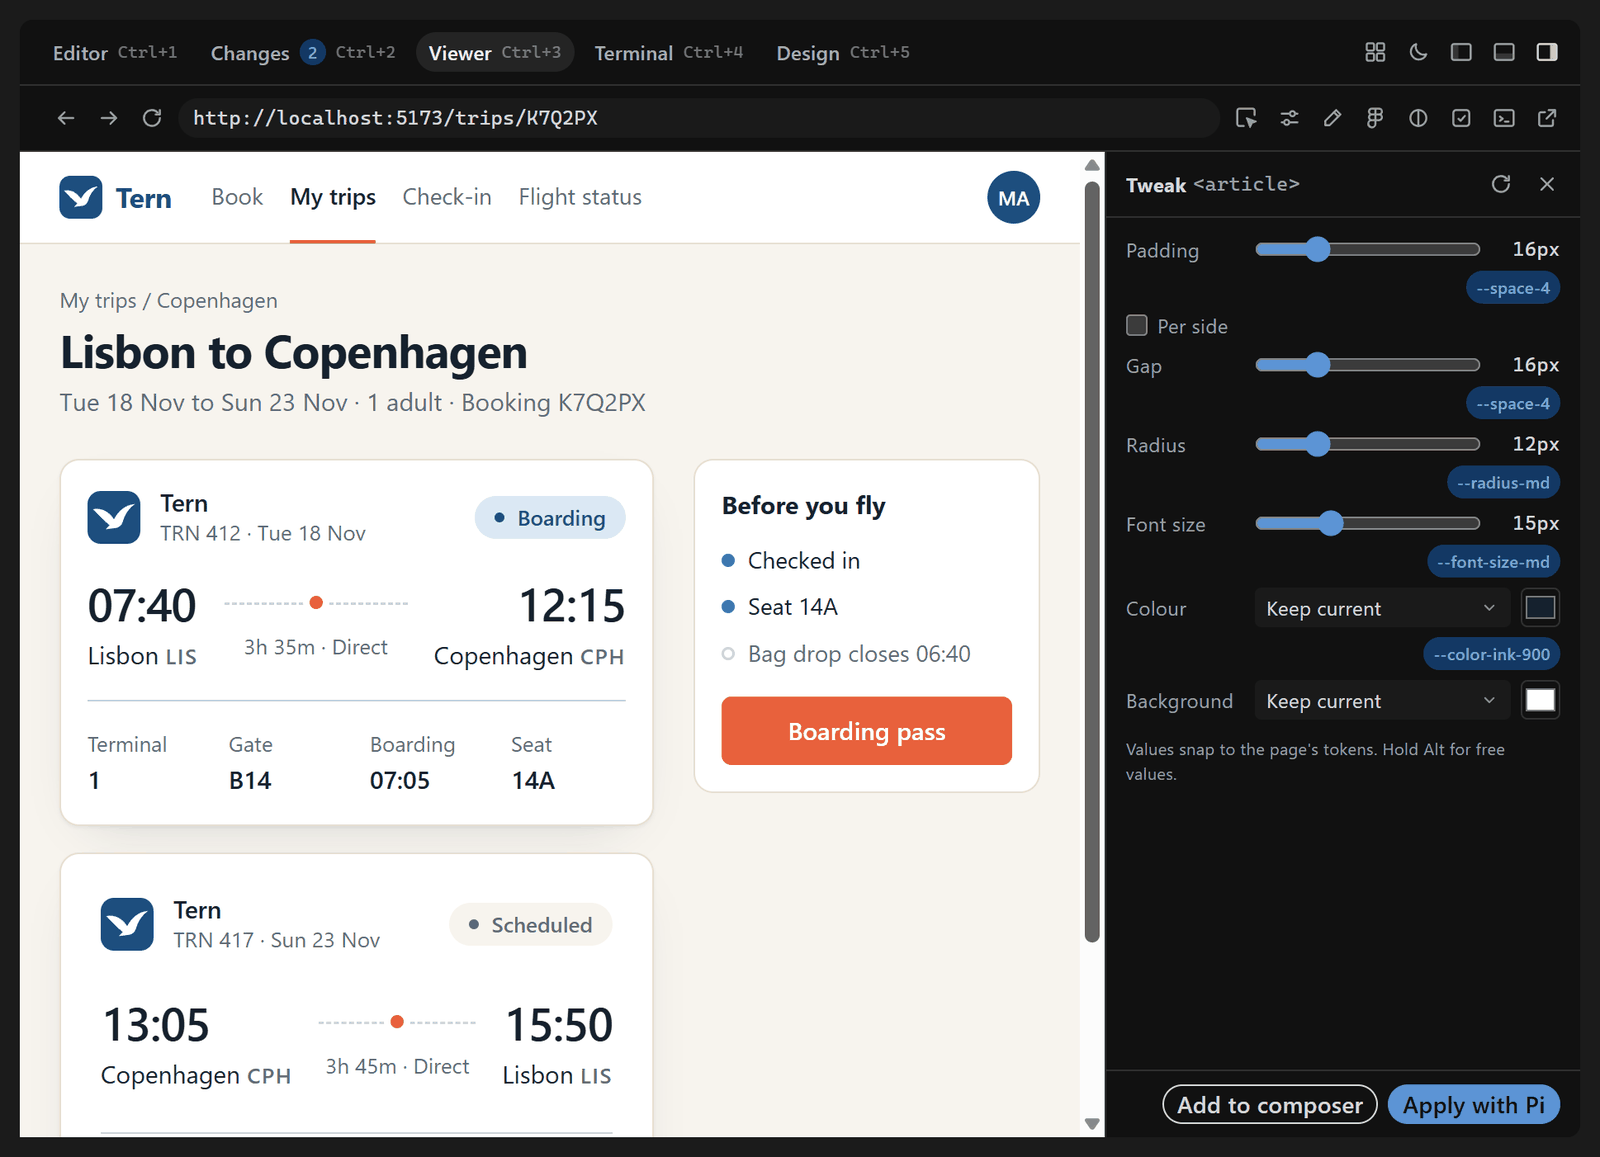 Editor Ctrl+1 Changes 2 Ctrl+2 Viewer Ctrl+3 Terminal Ctrl+4 Design Ctrl+5
http://localhost:5173/trips/K7Q2PX
Tern Book My trips Check-in Flight status MA
My trips / Copenhagen
Lisbon to Copenhagen
Tue 18 Nov to Sun 23 Nov · 1 adult · Booking K7Q2PX
Tern
TRN 412 · Tue 18 Nov
Boarding
07:40 12:15
3h 35m · Direct
Lisbon LIS Copenhagen CPH
Terminal Gate Boarding Seat
1 B14 07:05 14A
Before you fly
Checked in
Seat 14A
Bag drop closes 06:40
Boarding pass
Tern
TRN 417 · Sun 23 Nov
Scheduled
13:05 15:50
3h 45m · Direct
Copenhagen CPH Lisbon LIS
Tweak <article>
Padding 16px
--space-4
Per side
Gap 16px
--space-4
Radius 12px
--radius-md
Font size 15px
--font-size-md
Colour Keep current
--color-ink-900
Background Keep current
Values snap to the page's tokens. Hold Alt for free
values.
Add to composer Apply with Pi